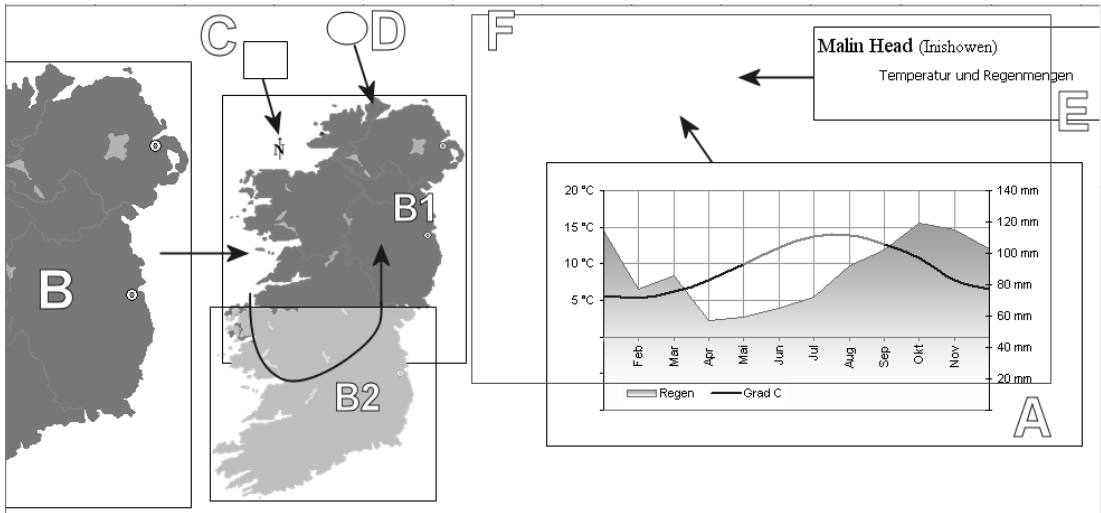 C
D
F
Malin Head (Inishowen)
Temperatur und Regenmengen
E
N
B1
B
B2
20 °C
15 °C
10 °C
5 °C
140 mm
120 mm
100 mm
80 mm
60 mm
40 mm
20 mm
Feb
Mar
Apr
Mai
Jun
Jul
Aug
Sep
Okt
Nov
Regen
Grad C
A